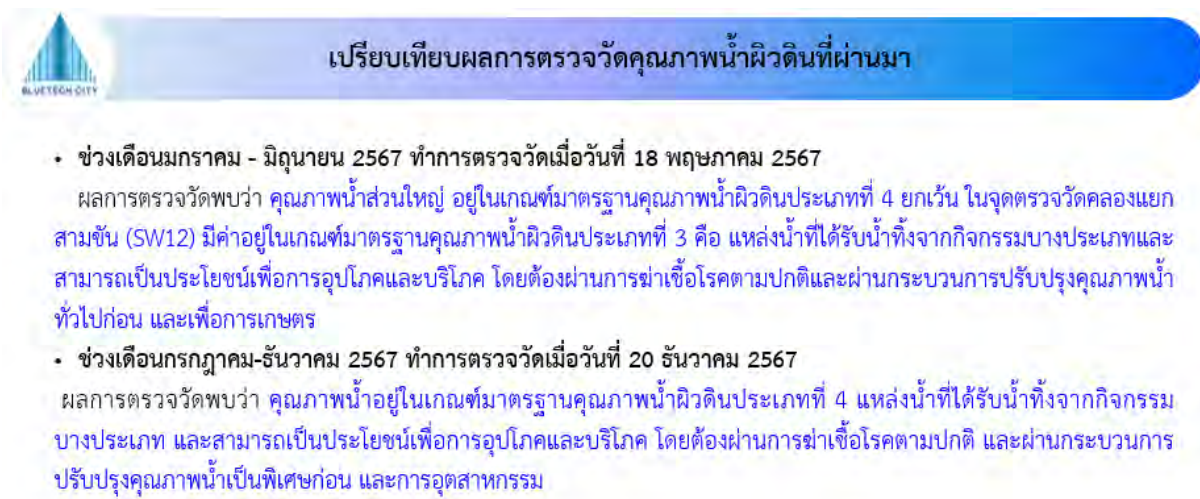 เปรียบเทียบผลการตรวจวัดคุณภาพน้ำผิวดินที่ผ่านมา
BLUETECH CITY
• ช่วงเดือนมกราคม - มิถุนายน 2567 ทำการตรวจวัดเมื่อวันที่ 18 พฤษภาคม 2567
ผลการตรวจวัดพบว่า คุณภาพน้ำส่วนใหญ่ อยู่ในเกณฑ์มาตรฐานคุณภาพน้ำผิวดินประเภทที่ 4 ยกเว้น ในจุดตรวจวัดคลองแยก
สามขัน (SW12) มีค่าอยู่ในเกณฑ์มาตรฐานคุณภาพน้ำผิวดินประเภทที่ 3 คือ แหล่งน้ำที่ได้รับน้ำทิ้งจากกิจกรรมบางประเภทและ
สามารถเป็นประโยชน์เพื่อการอุปโภคและบริโภค โดยต้องผ่านการฆ่าเชื้อโรคตามปกติและผ่านกระบวนการปรับปรุงคุณภาพน้ำ
ทั่วไปก่อน และเพื่อการเกษตร
• ช่วงเดือนกรกฎาคม-ธันวาคม 2567 ทำการตรวจวัดเมื่อวันที่ 20 ธันวาคม 2567
ผลการตรวจวัดพบว่า คุณภาพน้ำอยู่ในเกณฑ์มาตรฐานคุณภาพน้ำผิวดินประเภทที่ 4 แหล่งน้ำที่ได้รับน้ำทิ้งจากกิจกรรม
บางประเภท และสามารถเป็นประโยชน์เพื่อการอุปโภคและบริโภค โดยต้องผ่านการฆ่าเชื้อโรคตามปกติ และผ่านกระบวนการ
ปรับปรุงคุณภาพน้ำเป็นพิเศษก่อน และการอุตสาหกรรม